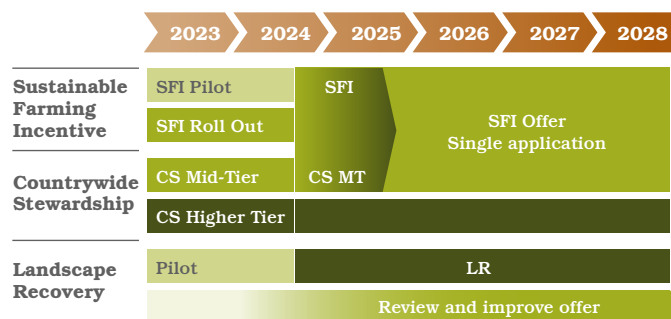 2023 2024 2025 2026 2027 2028
Sustainable
Farming
Incentive
SFI Pilot
SFI Roll Out
SFI
SFI Offer
Single application
Countrywide
Stewardship
CS Mid-Tier
CS MT
CS Higher Tier
Landscape
Recovery
Pilot
LR
Review and improve offer